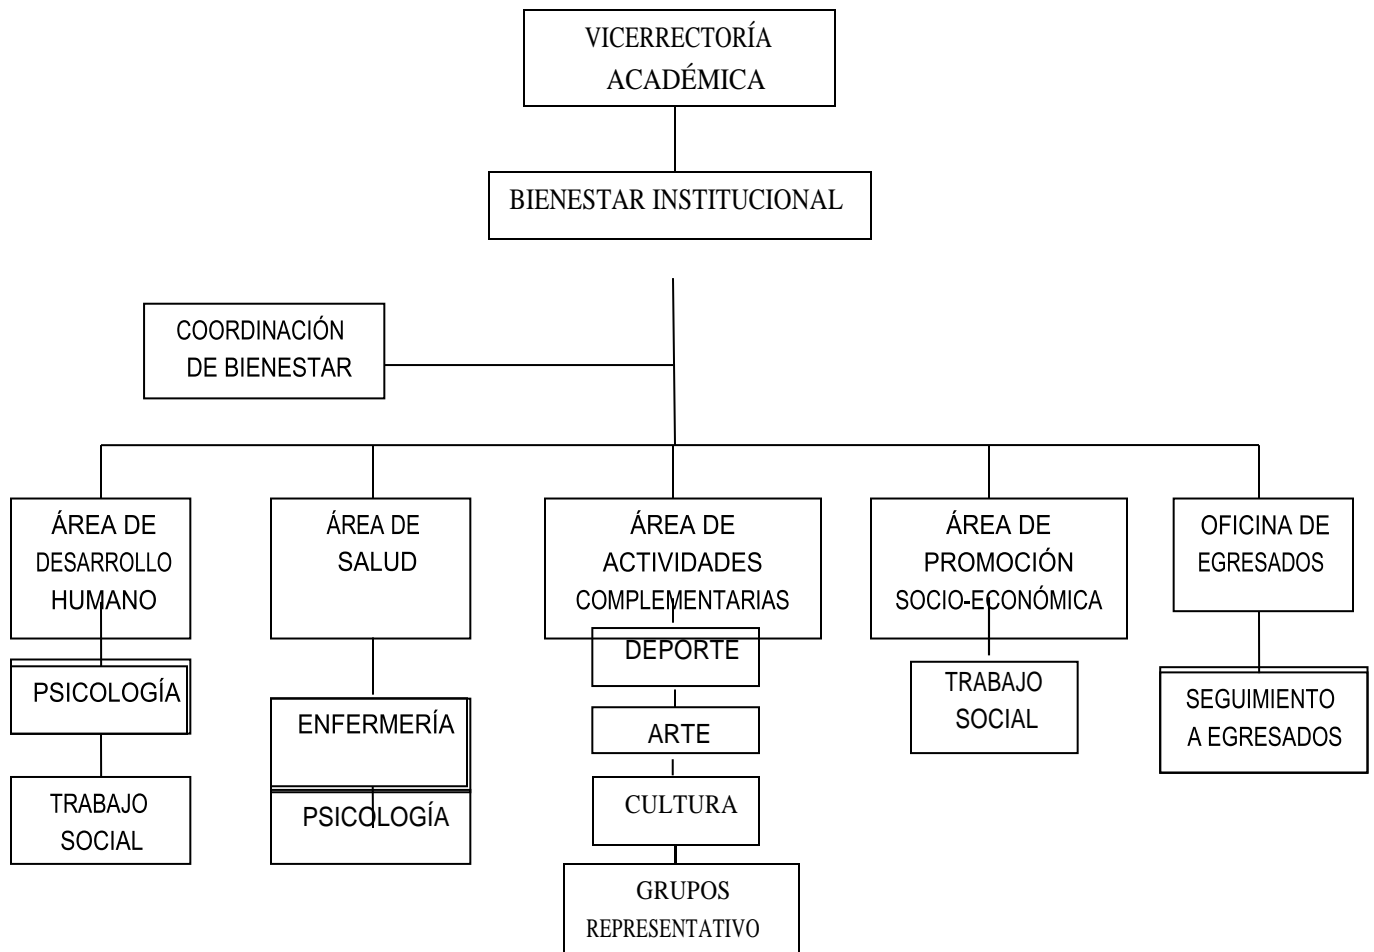 VICERRECTORÍA
ACADÉMICA
BIENESTAR INSTITUCIONAL
COORDINACIÓN
DE BIENESTAR
ÁREA DE
DESARROLLO
HUMANO
PSICOLOGÍA
TRABAJO
SOCIAL
ÁREA DE
SALUD
ENFERMERÍA
PSICOLOGÍA
ÁREA DE
ACTIVIDADES
COMPLEMENTARIAS
DEPORTE
ARTE
CULTURA
GRUPOS
REPRESENTATIVO
ÁREA DE
PROMOCIÓN
SOCIO-ECONÓMICA
TRABAJO
SOCIAL
OFICINA DE
EGRESADOS
SEGUIMIENTO
A EGRESADOS